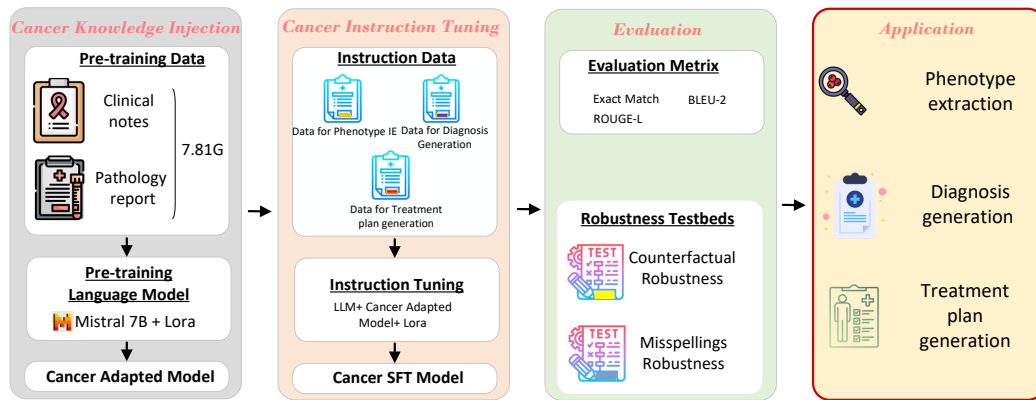 Cancer Knowledge Injection
Pre-training Data
Clinical
notes
7.81G
Pathology
report
Pre-training
Language Model
Mistral 7B + Lora
Cancer Adapted Model
Cancer Instruction Tuning
Instruction Data
Data for Phenotype IE
Data for Diagnosis
Generation
Data for Treatment
plan generation
Instruction Tuning
LLM+ Cancer Adapted
Model+ Lora
Cancer SFT Model
Evaluation
Evaluation Metrix
Exact Match
BLEU-2
ROUGE-L
Robustness Testbeds
TEST
Counterfactual
Robustness
TEST
Misspellings
Robustness
Application
Phenotype
extraction
Diagnosis
generation
Treatment
plan
generation